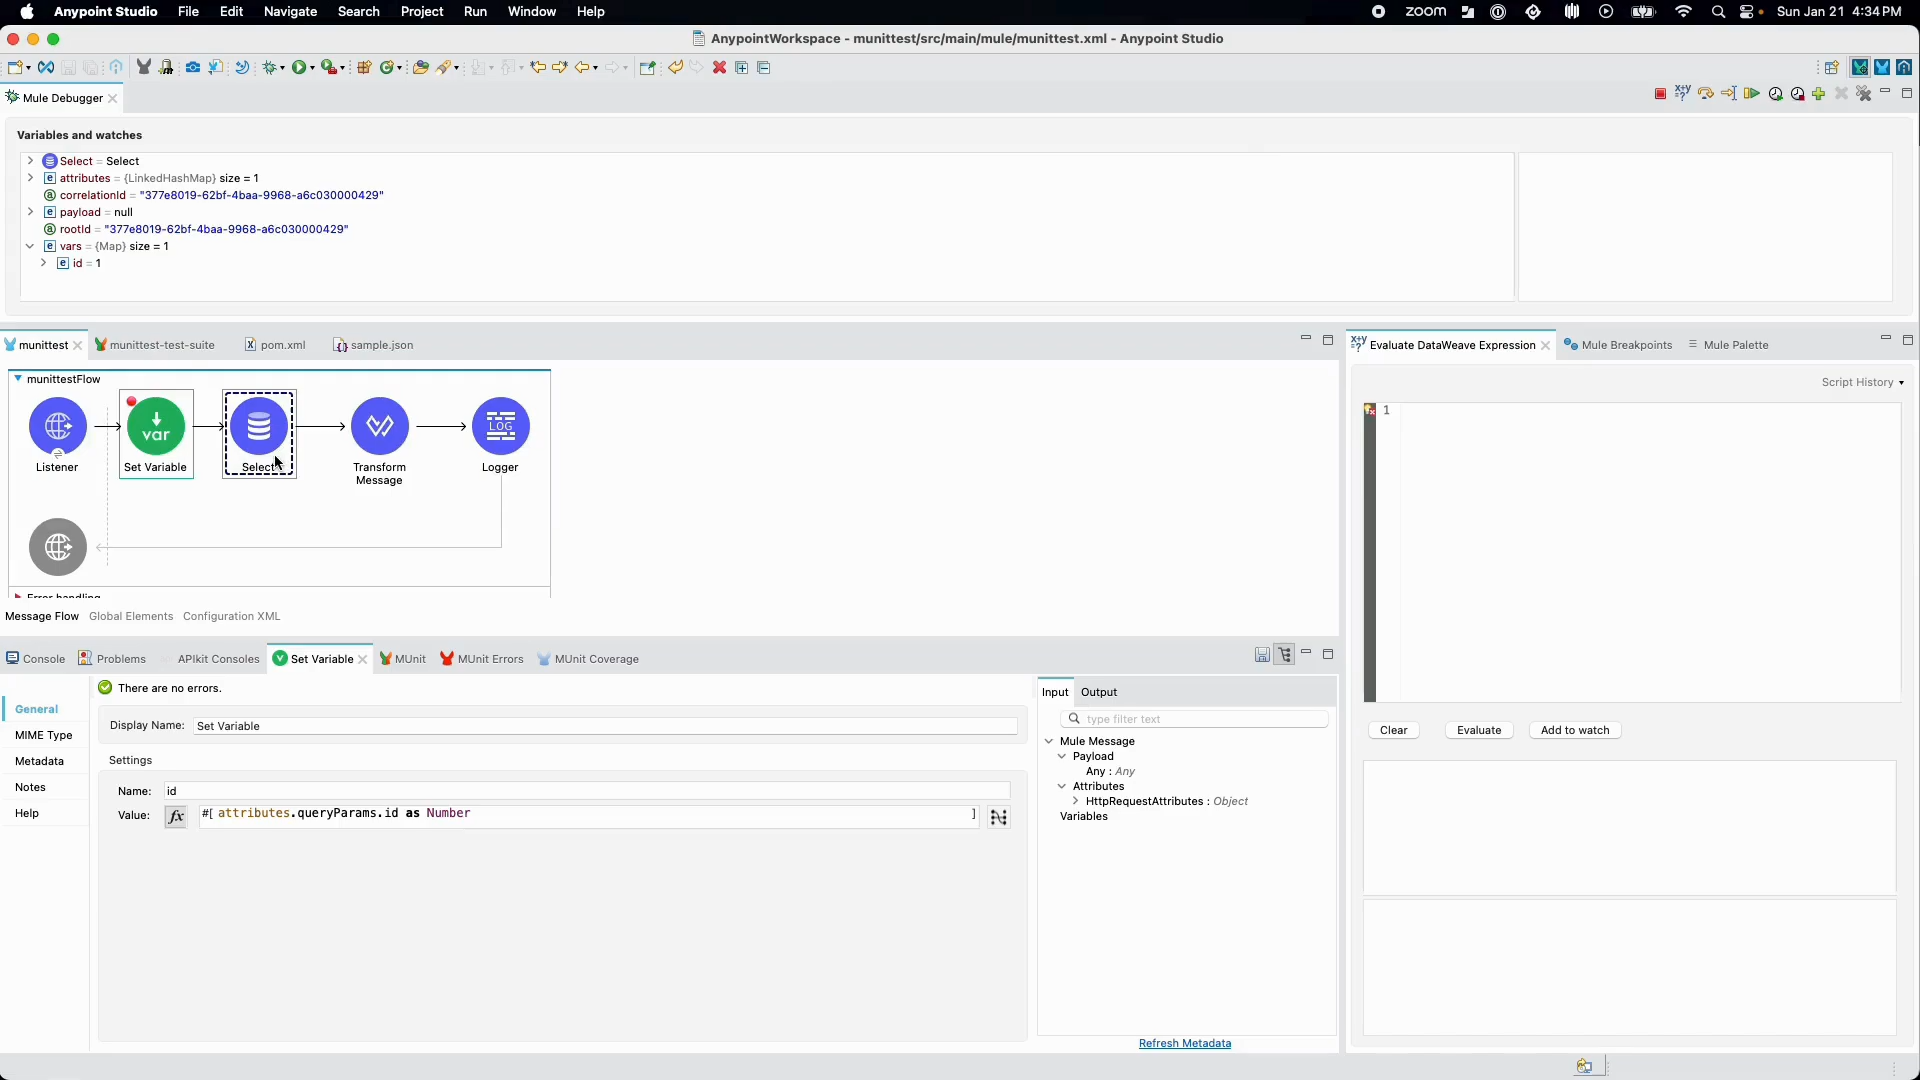 Anypoint Studio File Edit Navigate Search Project Run Window Help zoom Sun Jan 21 4:34PM
AnypointWorkspace - munittest/src/main/mule/munittest.xml - Anypoint Studio
Mule Debugger
Variables and watches
Select = Select
attributes = {LinkedHashMap} size = 1
correlationId = "377e8019-62bf-4baa-9968-a6c030000429"
payload = null
rootId = "377e8019-62bf-4baa-9968-a6c030000429"
vars = {Map} size = 1
id = 1
munittest munittest-test-suite pom.xml sample.json
Evaluate DataWeave Expression Mule Breakpoints Mule Palette
Script History
1
munittestFlow
var
LOG
Listener Set Variable Select Transform Message Logger
Error handling
Message Flow Global Elements Configuration XML
Console Problems APIkit Consoles Set Variable MUnit MUnit Errors MUnit Coverage
There are no errors.
General
MIME Type
Metadata
Notes
Help
Display Name: Set Variable
Settings
Name: id
Value: fx #[ attributes.queryParams.id as Number ]
Input Output
type filter text
Mule Message
Payload
Any : Any
Attributes
HttpRequestAttributes : Object
Variables
Refresh Metadata
Clear Evaluate Add to watch